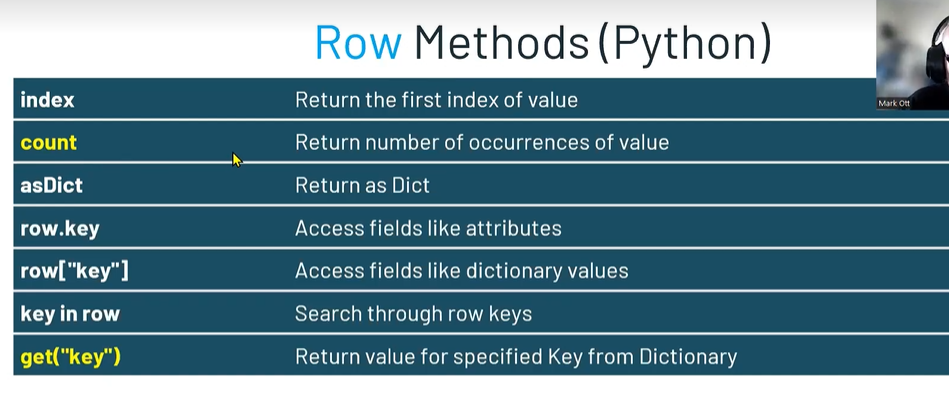 Row Methods (Python)
Mark Ott
index Return the first index of value
count Return number of occurrences of value
asDict Return as Dict
row.key Access fields like attributes
row["key"] Access fields like dictionary values
key in row Search through row keys
get("key") Return value for specified Key from Dictionary